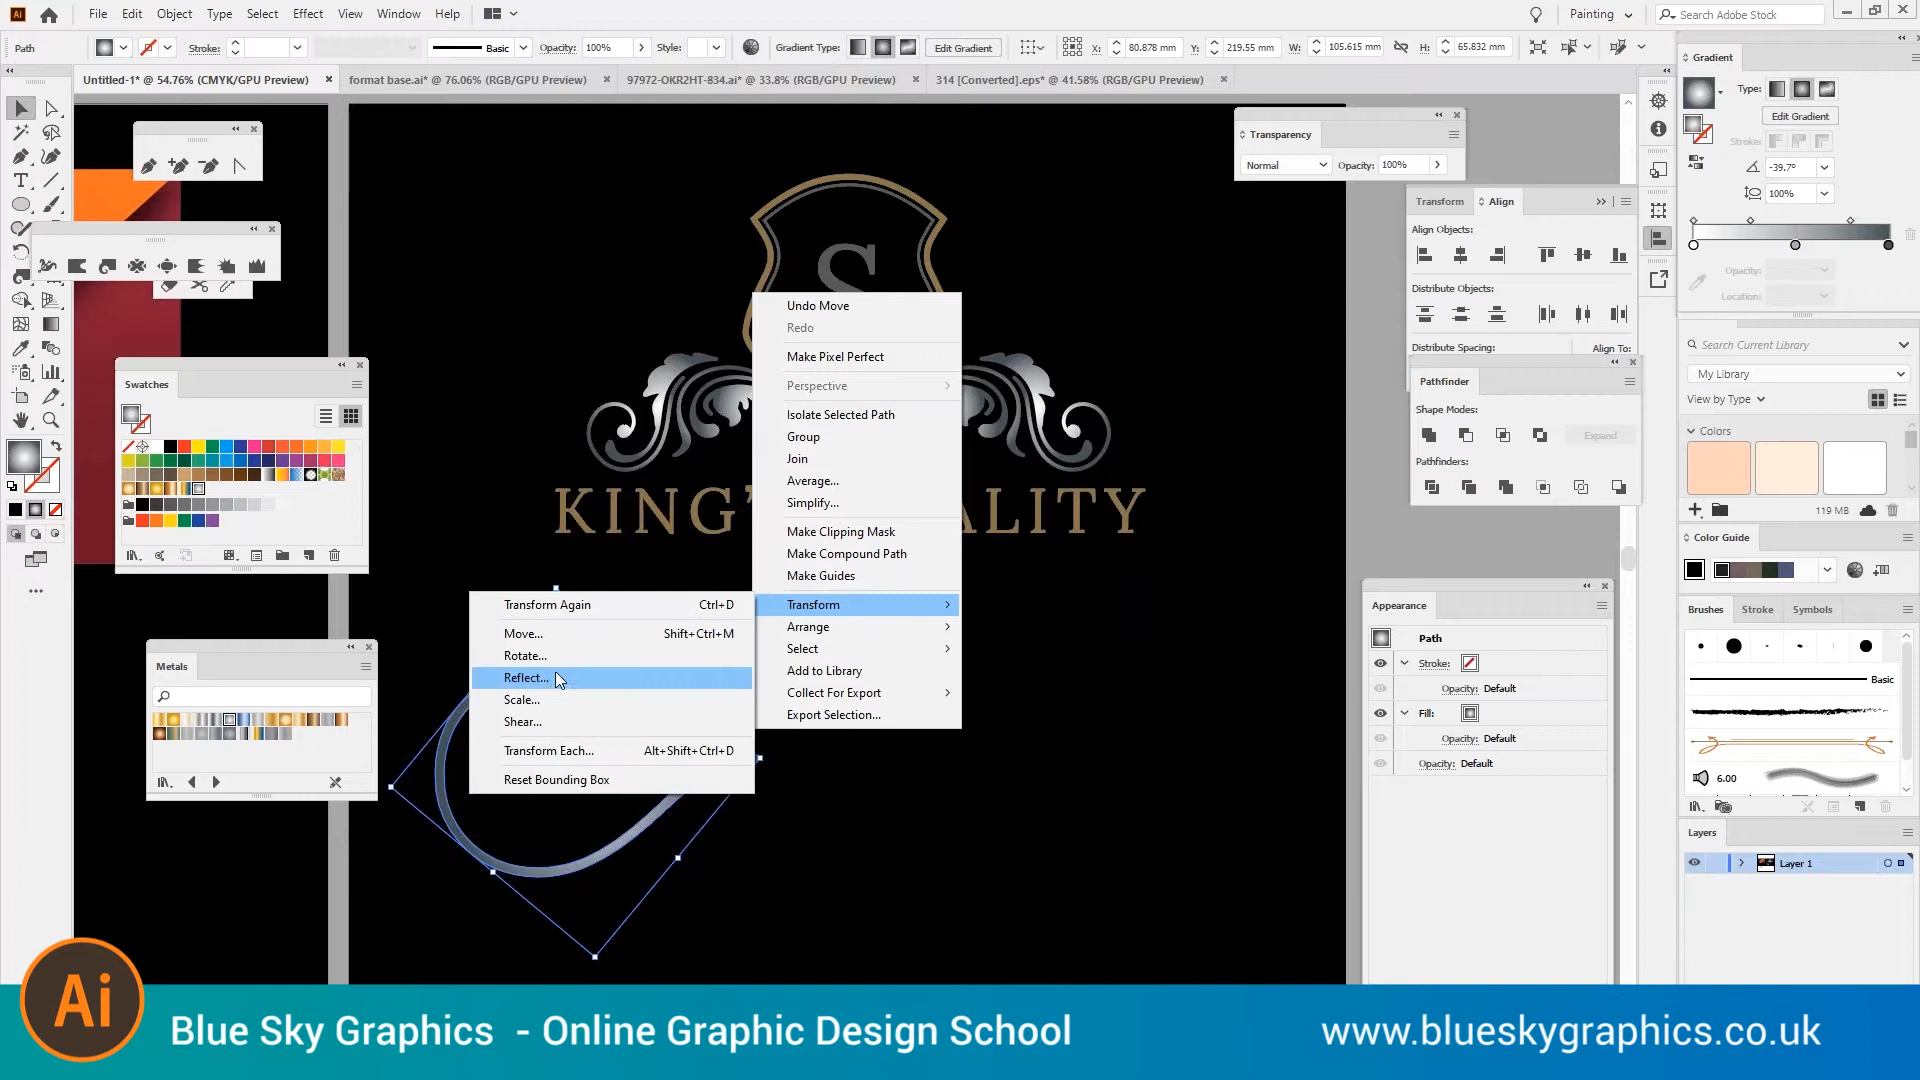 Ai
File Edit Object Type Select Effect View Window Help
Painting
Search Adobe Stock
Path
Stroke:
Basic
Opacity: 100%
Style:
Gradient Type:
Edit Gradient
X: 80.878 mm
Y: 219.55 mm
W: 105.615 mm
H: 65.832 mm
Untitled-1* @ 54.76% (CMYK/GPU Preview)
format base.ai* @ 76.06% (RGB/GPU Preview)
97972-OKR2HT-834.ai* @ 33.8% (RGB/GPU Preview)
314 [Converted].eps* @ 41.58% (RGB/GPU Preview)
Gradient
Type:
Edit Gradient
Stroke:
-39.7°
100%
Opacity:
Location:
Transparency
Normal
Opacity: 100%
Transform
Align
Align Objects:
Distribute Objects:
Distribute Spacing:
Align To:
Pathfinder
Shape Modes:
Expand
Pathfinders:
Search Current Library
My Library
View by Type
Colors
119 MB
Color Guide
Brushes
Stroke
Symbols
Basic
6.00
Layers
Layer 1
Appearance
Path
Stroke:
Opacity: Default
Fill:
Opacity: Default
Opacity: Default
Swatches
Metals
S
KING'
ALITY
Undo Move
Redo
Make Pixel Perfect
Perspective
Isolate Selected Path
Group
Join
Average...
Simplify...
Make Clipping Mask
Make Compound Path
Make Guides
Transform
Arrange
Select
Add to Library
Collect For Export
Export Selection...
Transform Again Ctrl+D
Move... Shift+Ctrl+M
Rotate...
Reflect...
Scale...
Shear...
Transform Each... Alt+Shift+Ctrl+D
Reset Bounding Box
Ai
Blue Sky Graphics - Online Graphic Design School
www.blueskygraphics.co.uk